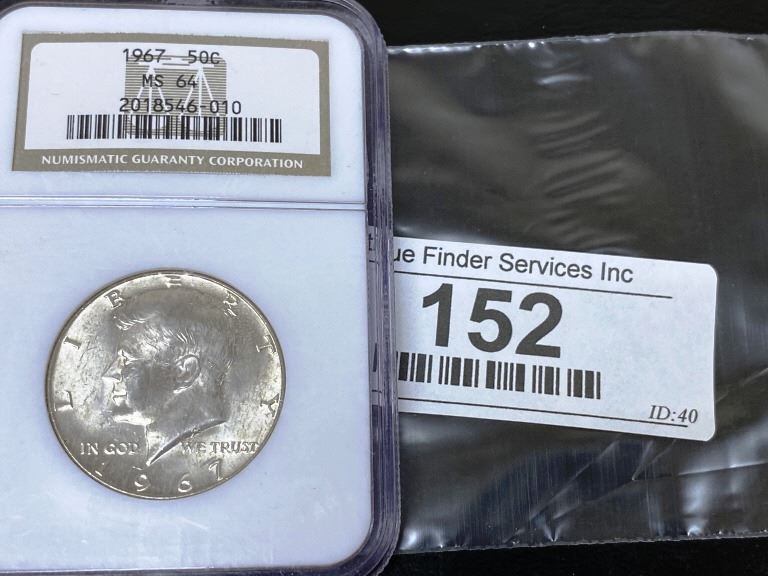 1967 50C
MS 64
2018546-010
NUMISMATIC GUARANTY CORPORATION
LIBERTY
IN GOD WE TRUST
1967
Finder Services Inc
152
ID:40